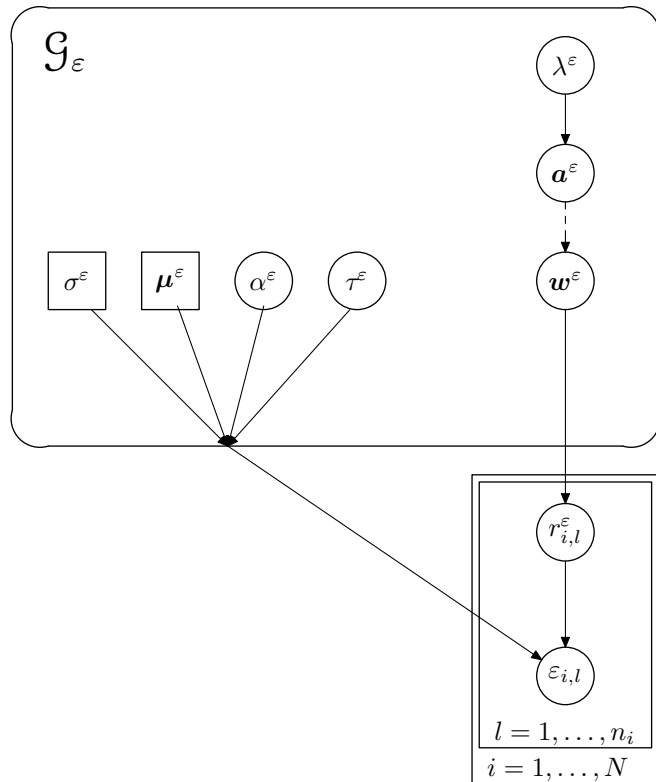 𝒢_ε
λ^ε
𝒂^ε
σ^ε 𝝁^ε α^ε τ^ε 𝒘^ε
r^ε_{i,l}
ε_{i,l}
l = 1, . . . , n_i
i = 1, . . . , N